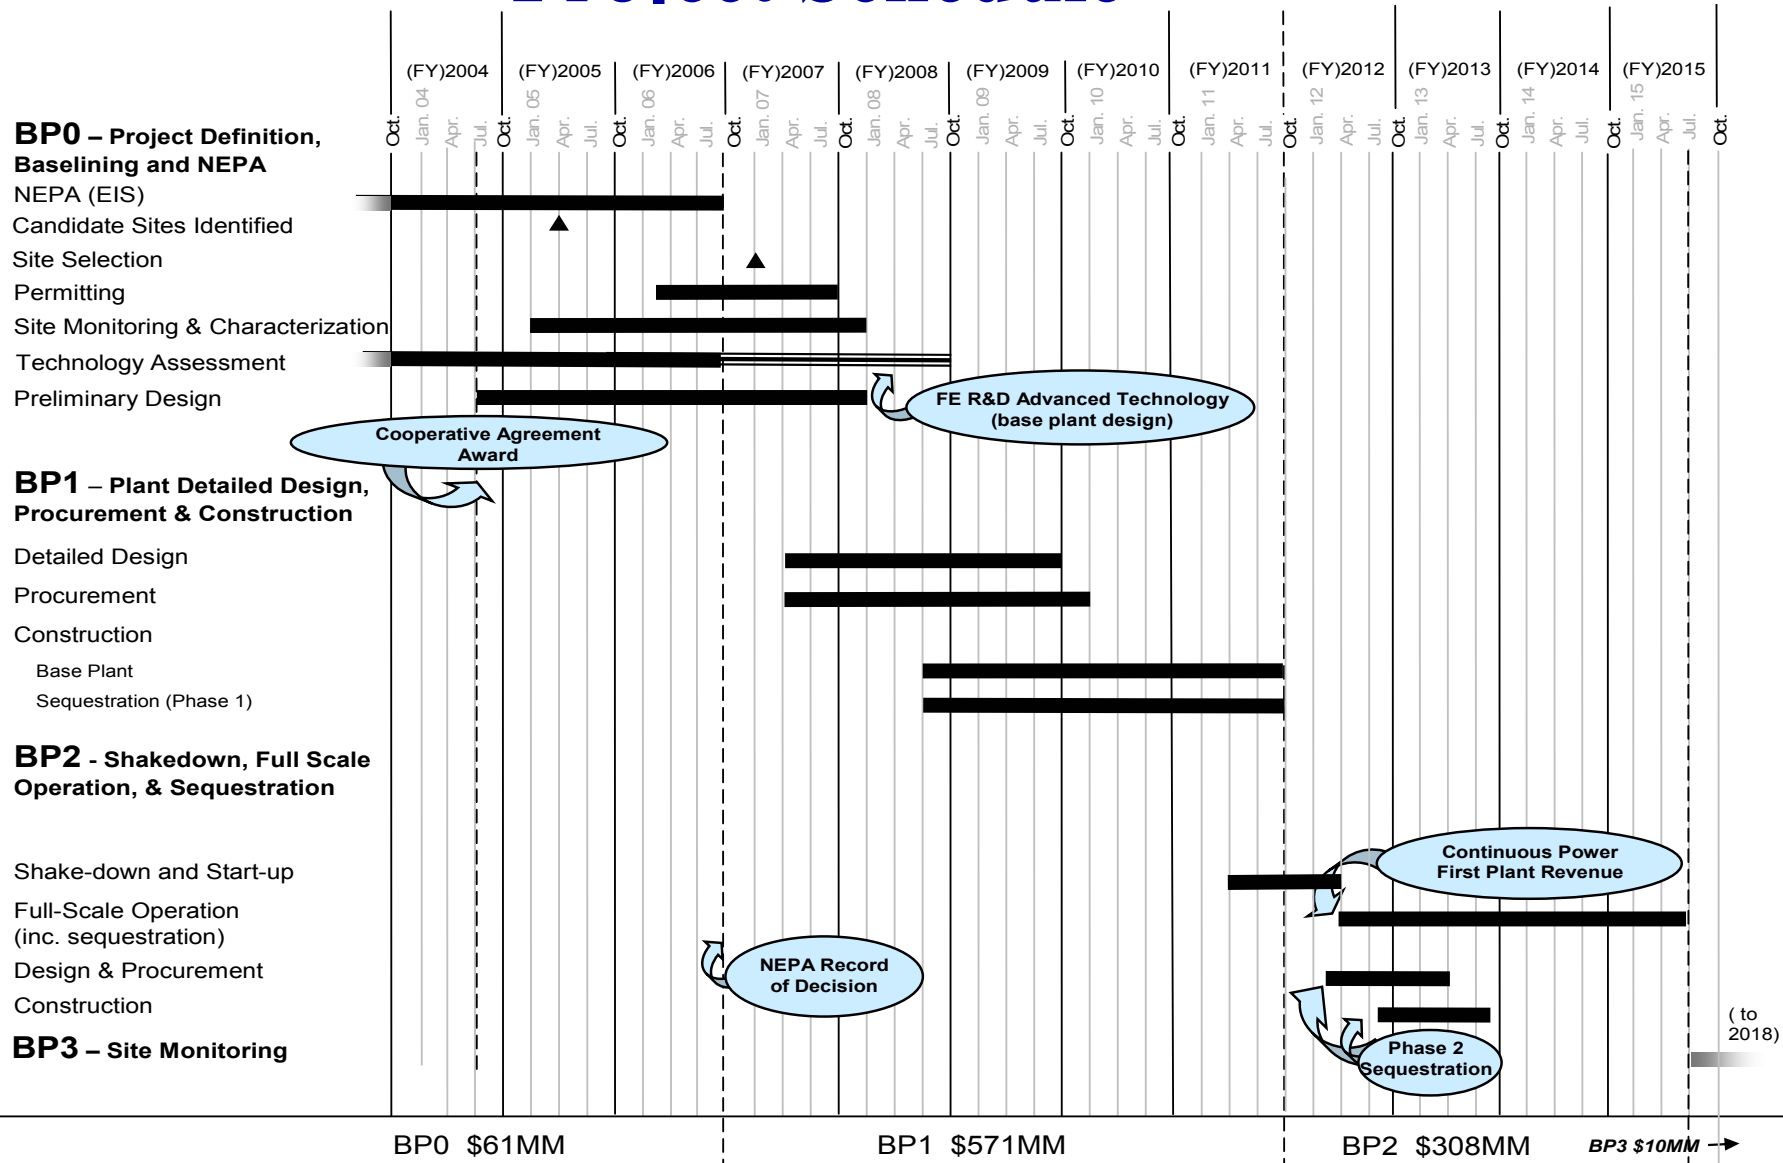 Project Schedule
(FY)2004 (FY)2005 (FY)2006 (FY)2007 (FY)2008 (FY)2009 (FY)2010 (FY)2011 (FY)2012 (FY)2013 (FY)2014 (FY)2015
Oct. Jan. 04 Apr. Jul. Oct. Jan. 05 Apr. Jul. Oct. Jan. 06 Apr. Jul. Oct. Jan. 07 Apr. Jul. Oct. Jan. 08 Apr. Jul. Oct. Jan. 09 Apr. Jul. Oct. Jan. 10 Apr. Jul. Oct. Jan. 11 Apr. Jul. Oct. Jan. 12 Apr. Jul. Oct. Jan. 13 Apr. Jul. Oct. Jan. 14 Apr. Jul. Oct. Jan. 15 Apr. Jul. Oct.
BP0 – Project Definition,
Baselining and NEPA
NEPA (EIS)
Candidate Sites Identified
Site Selection
Permitting
Site Monitoring & Characterization
Technology Assessment
Preliminary Design
FE R&D Advanced Technology
(base plant design)
Cooperative Agreement
Award
BP1 – Plant Detailed Design,
Procurement & Construction
Detailed Design
Procurement
Construction
Base Plant
Sequestration (Phase 1)
BP2 - Shakedown, Full Scale
Operation, & Sequestration
Continuous Power
First Plant Revenue
Shake-down and Start-up
Full-Scale Operation
(inc. sequestration)
Design & Procurement
NEPA Record
of Decision
Construction
BP3 – Site Monitoring
Phase 2
Sequestration
( to
2018)
BP0 $61MM BP1 $571MM BP2 $308MM BP3 $10MM